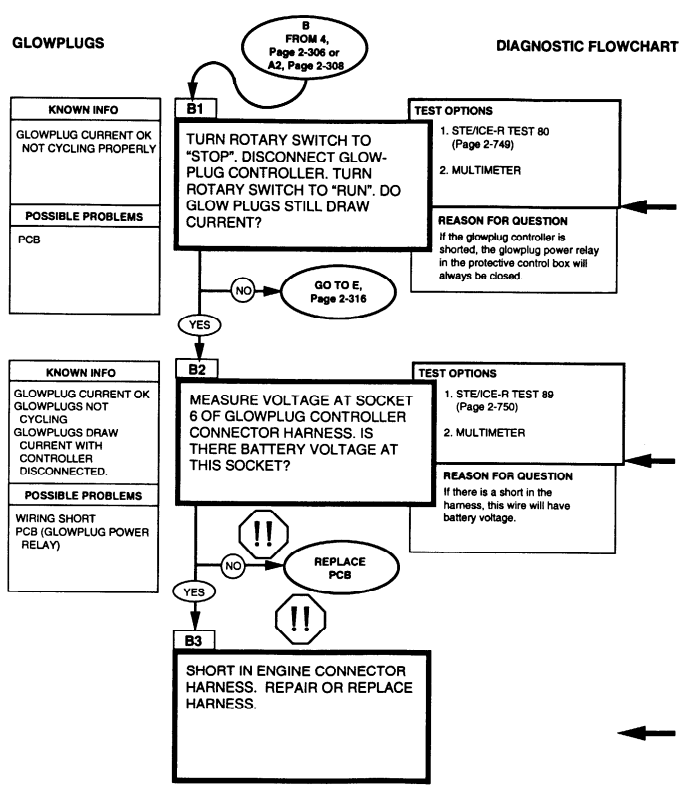 GLOWPLUGS
B
FROM 4,
Page 2-306 or
A2, Page 2-308
DIAGNOSTIC FLOWCHART
KNOWN INFO
GLOWPLUG CURRENT OK
NOT CYCLING PROPERLY
POSSIBLE PROBLEMS
PCB
B1
TURN ROTARY SWITCH TO
"STOP". DISCONNECT GLOW-
PLUG CONTROLLER. TURN
ROTARY SWITCH TO "RUN". DO
GLOW PLUGS STILL DRAW
CURRENT?
TEST OPTIONS
1. STE/ICE-R TEST 80
(Page 2-749)
2. MULTIMETER
REASON FOR QUESTION
If the glowplug controller is
shorted, the glowplug power relay
in the protective control box will
always be closed
NO
GO TO E,
Page 2-316
YES
KNOWN INFO
GLOWPLUG CURRENT OK
GLOWPLUGS NOT
CYCLING
GLOWPLUGS DRAW
CURRENT WITH
CONTROLLER
DISCONNECTED.
POSSIBLE PROBLEMS
WIRING SHORT
PCB (GLOWPLUG POWER
RELAY)
B2
MEASURE VOLTAGE AT SOCKET
6 OF GLOWPLUG CONTROLLER
CONNECTOR HARNESS. IS
THERE BATTERY VOLTAGE AT
THIS SOCKET?
TEST OPTIONS
1. STE/ICE-R TEST 89
(Page 2-750)
2. MULTIMETER
REASON FOR QUESTION
If there is a short in the
harness, this wire will have
battery voltage.
!!
NO
REPLACE
PCB
YES
!!
B3
SHORT IN ENGINE CONNECTOR
HARNESS. REPAIR OR REPLACE
HARNESS.